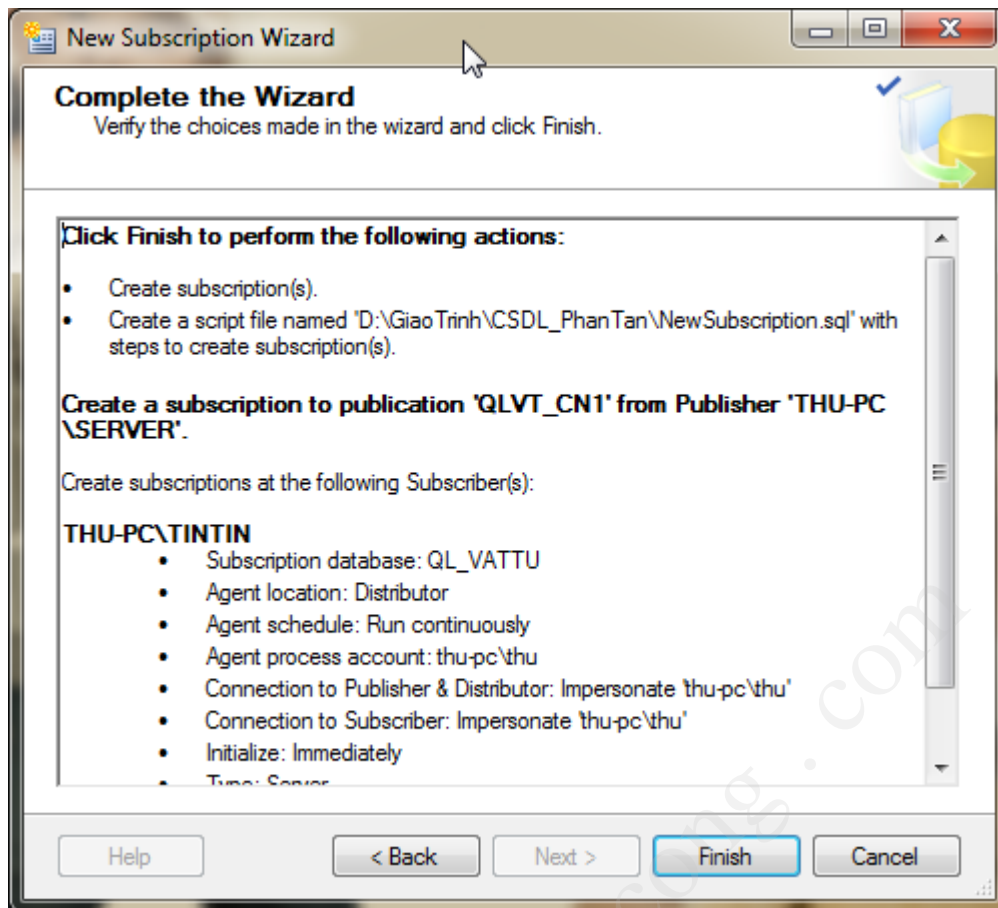 New Subscription Wizard
Complete the Wizard
Verify the choices made in the wizard and click Finish.
Click Finish to perform the following actions:
• Create subscription(s).
• Create a script file named 'D:\GiaoTrinh\CSDL_PhanTan\NewSubscription.sql' with
steps to create subscription(s).
Create a subscription to publication 'QLVT_CN1' from Publisher 'THU-PC
\SERVER'.
Create subscriptions at the following Subscriber(s):
THU-PC\TINTIN
• Subscription database: QL_VATTU
• Agent location: Distributor
• Agent schedule: Run continuously
• Agent process account: thu-pc\thu
• Connection to Publisher & Distributor: Impersonate 'thu-pc\thu'
• Connection to Subscriber: Impersonate 'thu-pc\thu'
• Initialize: Immediately
• Type: Server
Help
< Back
Next >
Finish
Cancel
ong . com